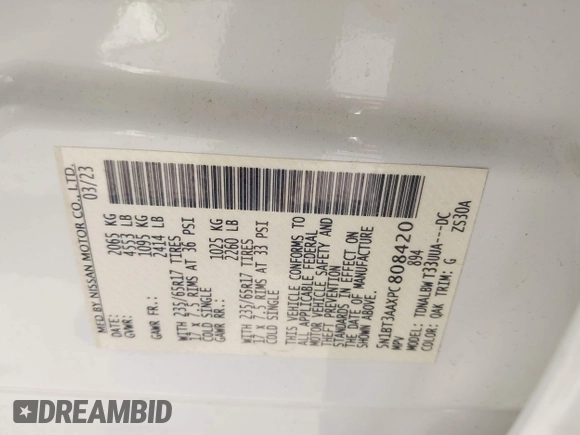 MFD BY NISSAN MOTOR CO., LTD.
DATE: 03/23
GVWR: 2065 KG
4553 LB
GAWR FR.: 1095 KG
2414 LB
WITH 235/65R17 TIRES
17 X 7.5 RIMS AT 36 PSI
COLD SINGLE
GAWR RR.: 1025 KG
2260 LB
WITH 235/65R17 TIRES
17 X 7.5 RIMS AT 33 PSI
COLD SINGLE
THIS VEHICLE CONFORMS TO
ALL APPLICABLE FEDERAL
MOTOR VEHICLE SAFETY AND
THEFT PREVENTION
STANDARDS IN EFFECT ON
THE DATE OF MANUFACTURE
SHOWN ABOVE.
5N1BT3AAXPC808420
MPV 894
MODEL: TDNALBWT33UUA---DC
COLOR: QAK TRIM: G ZS30A
DREAMBID